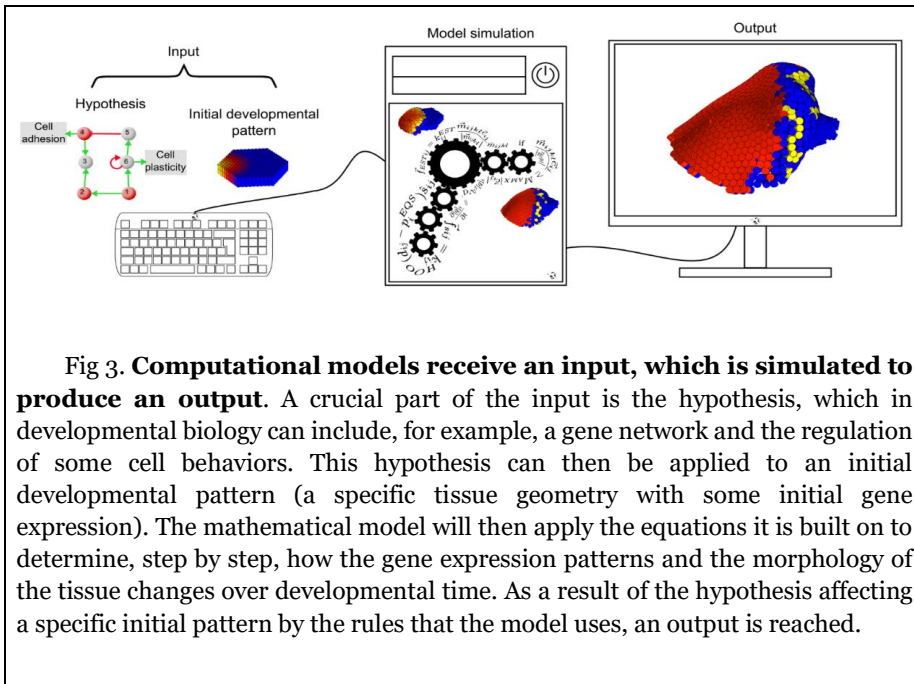 Model simulation
Output
Input
Hypothesis
Initial developmental
pattern
Cell
adhesion
4
5
3
6
Cell
plasticity
2
1
Fig 3. Computational models receive an input, which is simulated to
produce an output. A crucial part of the input is the hypothesis, which in
developmental biology can include, for example, a gene network and the regulation
of some cell behaviors. This hypothesis can then be applied to an initial
developmental pattern (a specific tissue geometry with some initial gene
expression). The mathematical model will then apply the equations it is built on to
determine, step by step, how the gene expression patterns and the morphology of
the tissue changes over developmental time. As a result of the hypothesis affecting
a specific initial pattern by the rules that the model uses, an output is reached.